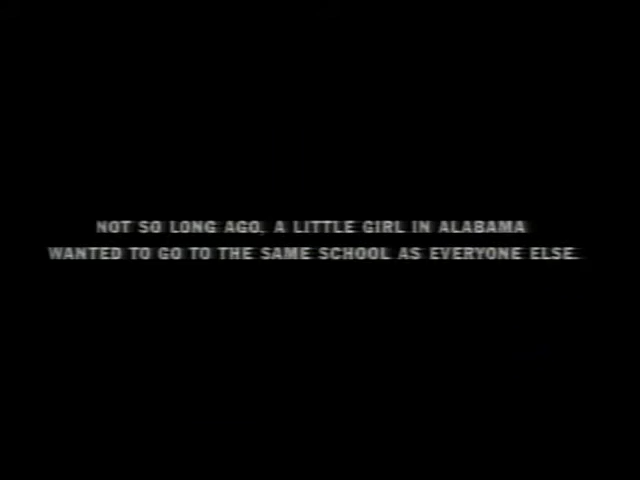 NOT SO LONG AGO, A LITTLE GIRL IN ALABAMA
WANTED TO GO TO THE SAME SCHOOL AS EVERYONE ELSE.